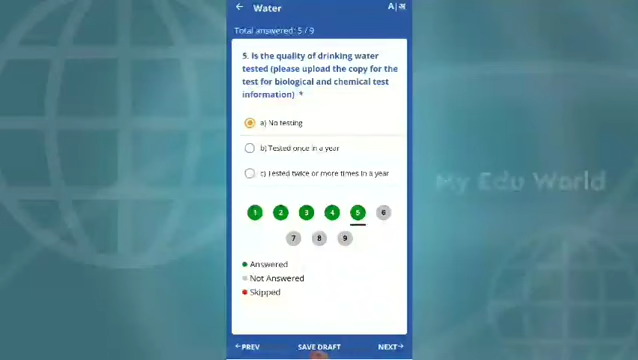 ← Water A|अ
Total answered: 5 / 9
5. Is the quality of drinking water
tested (please upload the copy for the
test for biological and chemical test
information) *
a) No testing
b) Tested once in a year
c) Tested twice or more times in a year
1 2 3 4 5 6
7 8 9
Answered
Not Answered
Skipped
←PREV SAVE DRAFT NEXT→
My Edu World